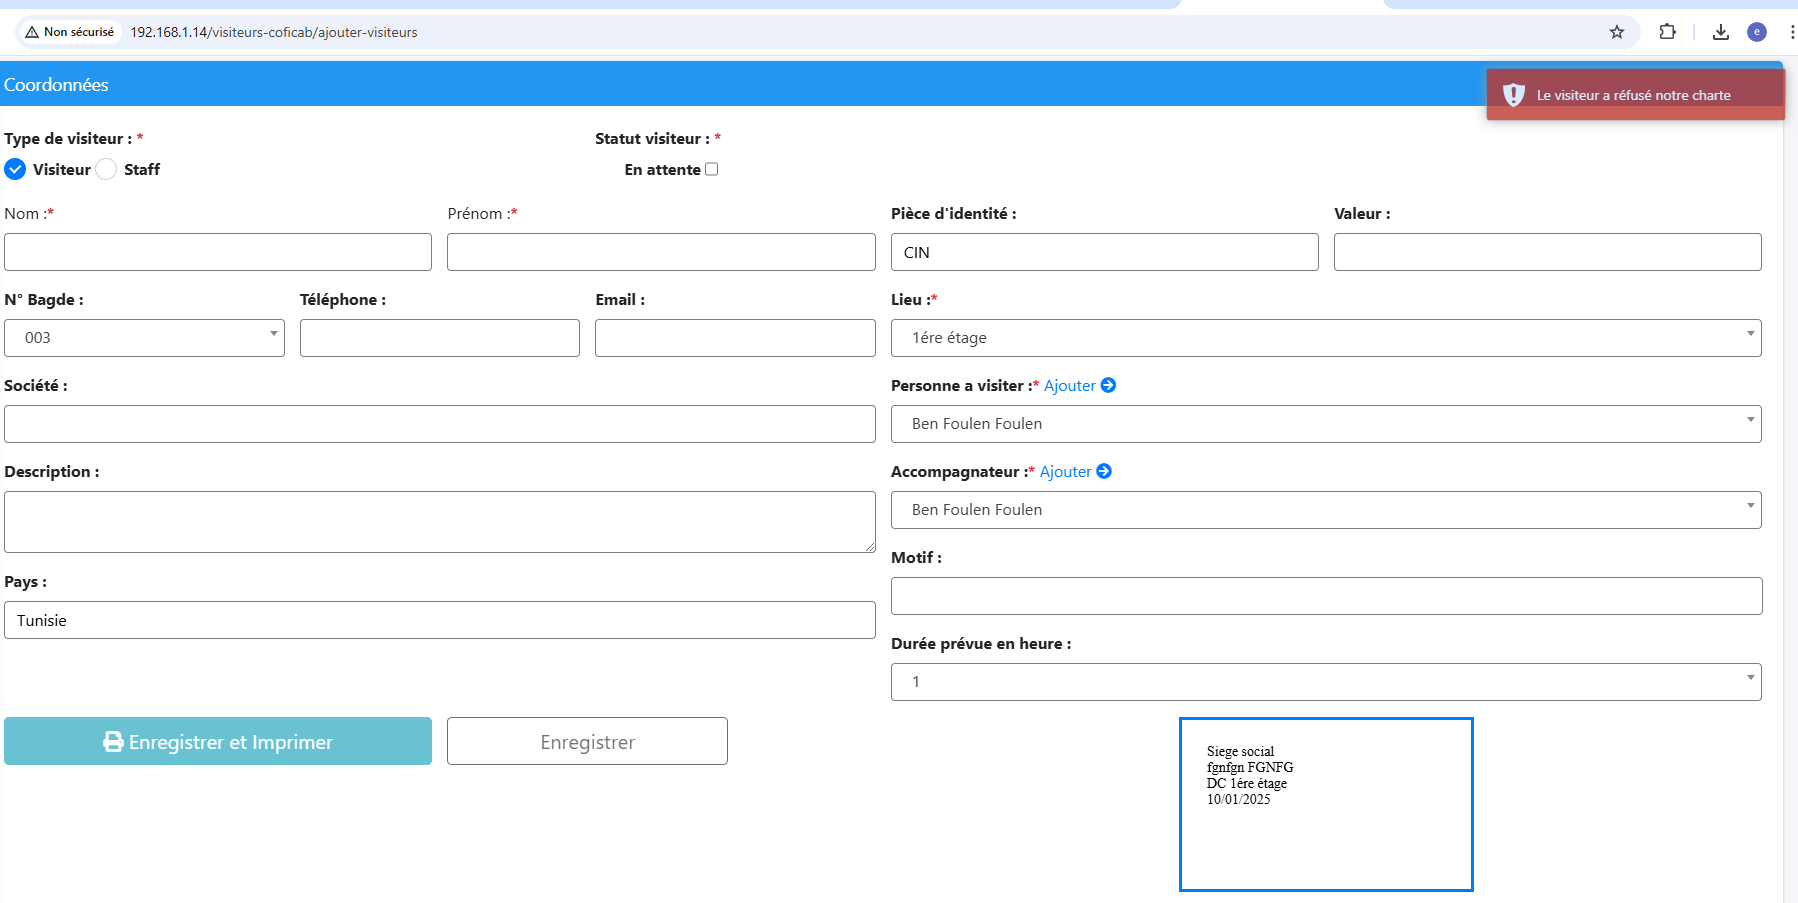 Non sécurisé 192.168.1.14/visiteurs-coficab/ajouter-visiteurs e
Coordonnées
Le visiteur a réfusé notre charte
Type de visiteur : * Statut visiteur : *
Visiteur Staff En attente
Nom :* Prénom :* Pièce d'identité : Valeur :
CIN
N° Bagde : Téléphone : Email : Lieu :*
003 1ére étage
Société : Personne a visiter :* Ajouter
Ben Foulen Foulen
Description : Accompagnateur :* Ajouter
Ben Foulen Foulen
Motif :
Pays :
Tunisie
Durée prévue en heure :
1
Enregistrer et Imprimer Enregistrer
Siege social
fgnfgn FGNFG
DC 1ére étage
10/01/2025